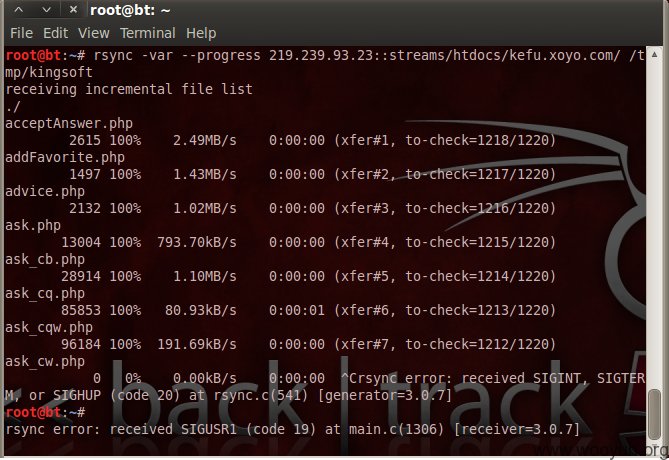 root@bt: ~
File Edit View Terminal Help
root@bt:~# rsync -var --progress 219.239.93.23::streams/htdocs/kefu.xoyo.com/ /t
mp/kingsoft
receiving incremental file list
./
acceptAnswer.php
        2615 100%    2.49MB/s    0:00:00 (xfer#1, to-check=1218/1220)
addFavorite.php
        1497 100%    1.43MB/s    0:00:00 (xfer#2, to-check=1217/1220)
advice.php
        2132 100%    1.02MB/s    0:00:00 (xfer#3, to-check=1216/1220)
ask.php
       13004 100%  793.70kB/s    0:00:00 (xfer#4, to-check=1215/1220)
ask_cb.php
       28914 100%    1.10MB/s    0:00:00 (xfer#5, to-check=1214/1220)
ask_cq.php
       85853 100%   80.93kB/s    0:00:01 (xfer#6, to-check=1213/1220)
ask_cqw.php
       96184 100%  191.69kB/s    0:00:00 (xfer#7, to-check=1212/1220)
ask_cw.php
           0   0%    0.00kB/s    0:00:00  ^Crsync error: received SIGINT, SIGTER
M, or SIGHUP (code 20) at rsync.c(541) [generator=3.0.7]
root@bt:~#
rsync error: received SIGUSR1 (code 19) at main.c(1306) [receiver=3.0.7]
<< back | track 5
www.wooyun.org